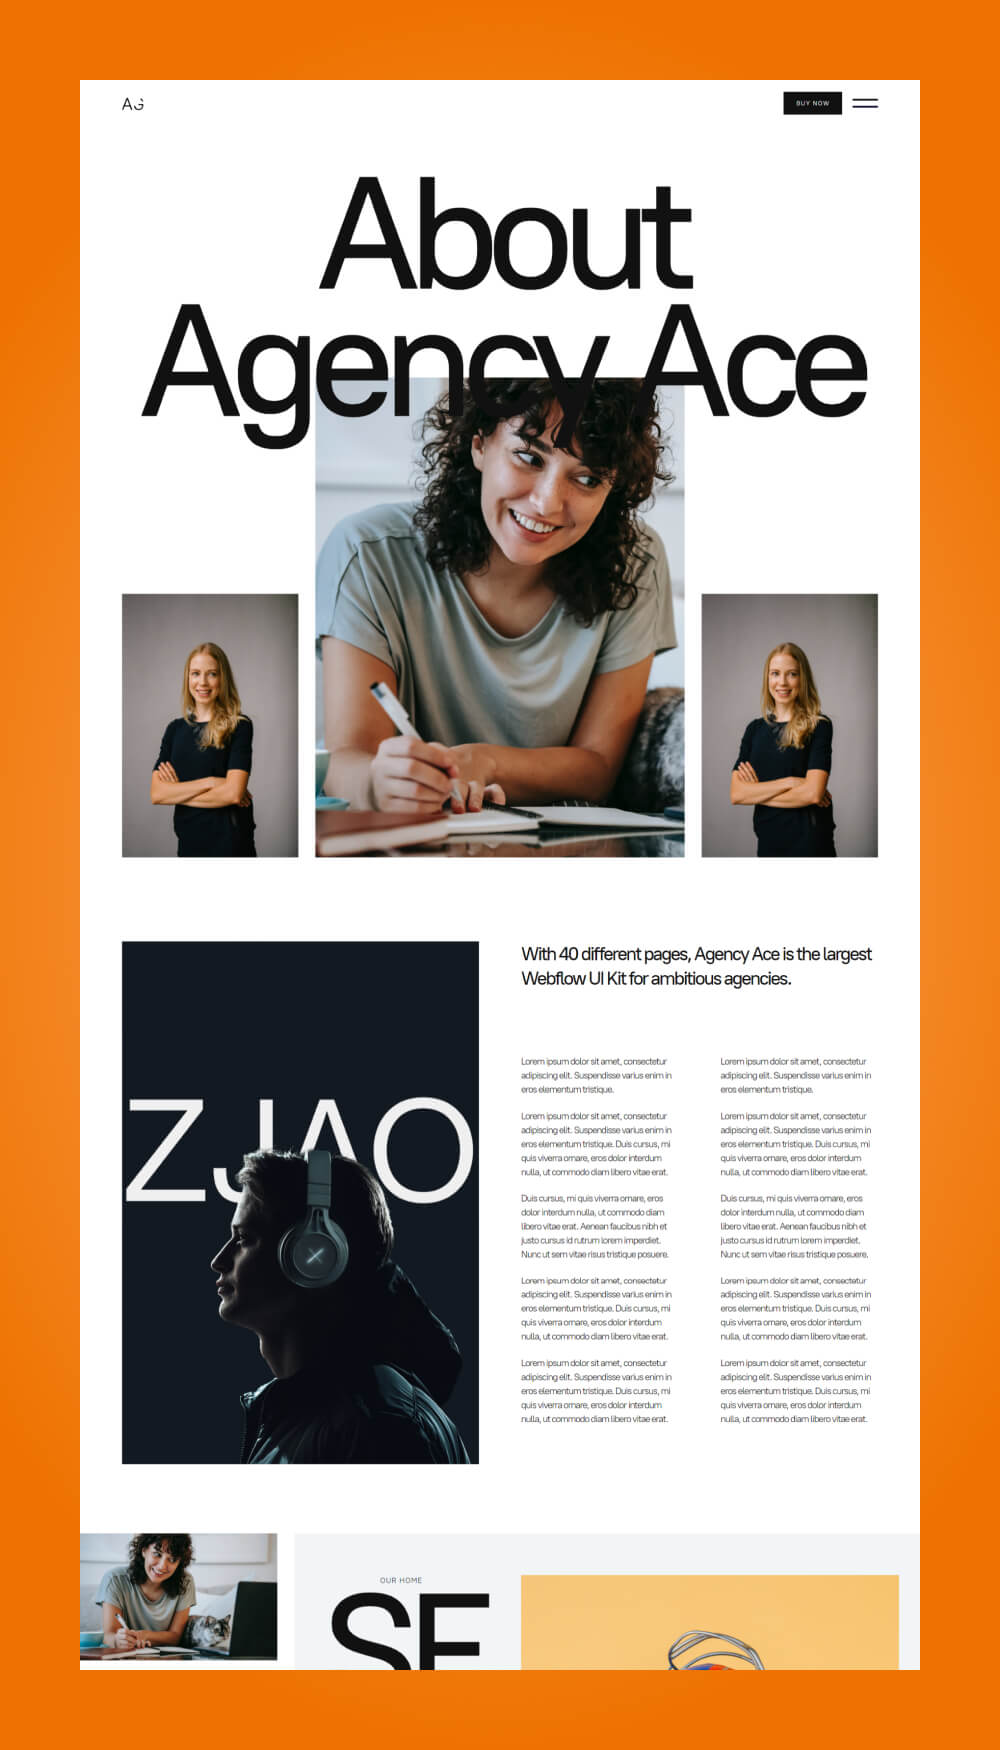 AG
BUY NOW
About
Agency Ace
With 40 different pages, Agency Ace is the largest
Webflow UI Kit for ambitious agencies.
ZJAO
Lorem ipsum dolor sit amet, consectetur
adipiscing elit. Suspendisse varius enim in
eros elementum tristique.
Lorem ipsum dolor sit amet, consectetur
adipiscing elit. Suspendisse varius enim in
eros elementum tristique. Duis cursus, mi
quis viverra ornare, eros dolor interdum
nulla, ut commodo diam libero vitae erat.
Duis cursus, mi quis viverra ornare, eros
dolor interdum nulla, ut commodo diam
libero vitae erat. Aenean faucibus nibh et
justo cursus id rutrum lorem imperdiet.
Nunc ut sem vitae risus tristique posuere.
Lorem ipsum dolor sit amet, consectetur
adipiscing elit. Suspendisse varius enim in
eros elementum tristique. Duis cursus, mi
quis viverra ornare, eros dolor interdum
nulla, ut commodo diam libero vitae erat.
Lorem ipsum dolor sit amet, consectetur
adipiscing elit. Suspendisse varius enim in
eros elementum tristique. Duis cursus, mi
quis viverra ornare, eros dolor interdum
nulla, ut commodo diam libero vitae erat.
Lorem ipsum dolor sit amet, consectetur
adipiscing elit. Suspendisse varius enim in
eros elementum tristique.
Lorem ipsum dolor sit amet, consectetur
adipiscing elit. Suspendisse varius enim in
eros elementum tristique. Duis cursus, mi
quis viverra ornare, eros dolor interdum
nulla, ut commodo diam libero vitae erat.
Duis cursus, mi quis viverra ornare, eros
dolor interdum nulla, ut commodo diam
libero vitae erat. Aenean faucibus nibh et
justo cursus id rutrum lorem imperdiet.
Nunc ut sem vitae risus tristique posuere.
Lorem ipsum dolor sit amet, consectetur
adipiscing elit. Suspendisse varius enim in
eros elementum tristique. Duis cursus, mi
quis viverra ornare, eros dolor interdum
nulla, ut commodo diam libero vitae erat.
Lorem ipsum dolor sit amet, consectetur
adipiscing elit. Suspendisse varius enim in
eros elementum tristique. Duis cursus, mi
quis viverra ornare, eros dolor interdum
nulla, ut commodo diam libero vitae erat.
OUR HOME